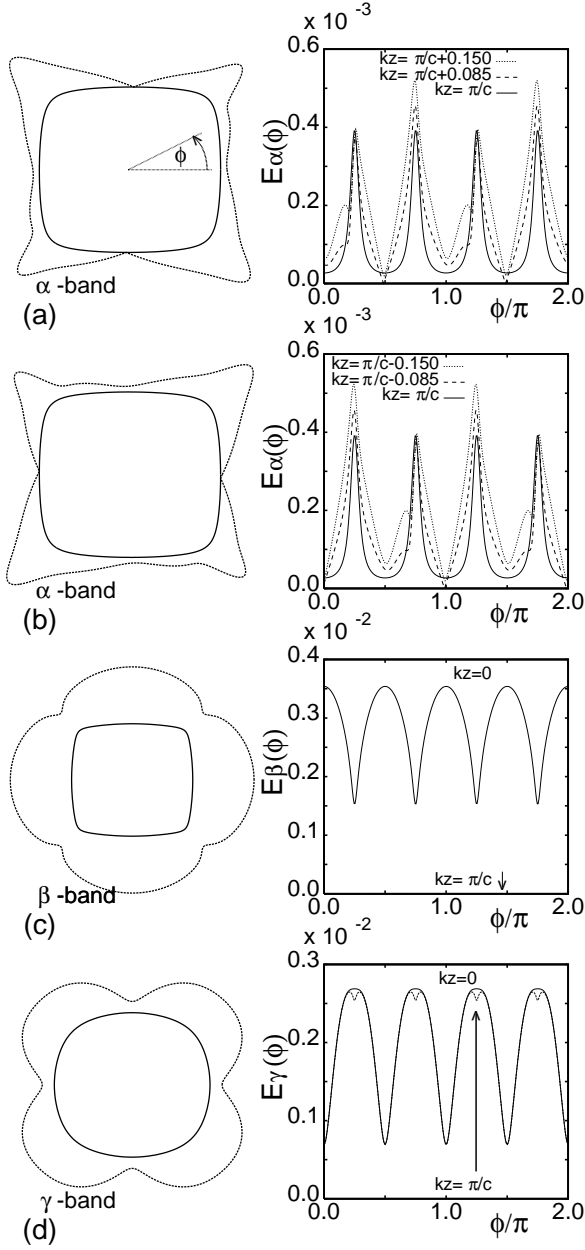 x 10 -3
0.6
kz= π/c+0.150
kz= π/c+0.085
kz= π/c
0.4
Eα(ϕ)
0.2
0.0
0.0 1.0 2.0
ϕ/π
ϕ
α -band
(a)
x 10 -3
0.6
kz= π/c-0.150
kz= π/c-0.085
kz= π/c
0.4
Eα(ϕ)
0.2
0.0
0.0 1.0 2.0
ϕ/π
α -band
(b)
x 10 -2
0.4
kz=0
0.3
Eβ(ϕ)
0.2
0.1
kz= π/c
0.0
0.0 1.0 2.0
ϕ/π
β -band
(c)
x 10 -2
0.3
kz=0
0.2
Eγ(ϕ)
0.1
kz= π/c
0.0
0.0 1.0 2.0
ϕ/π
γ -band
(d)